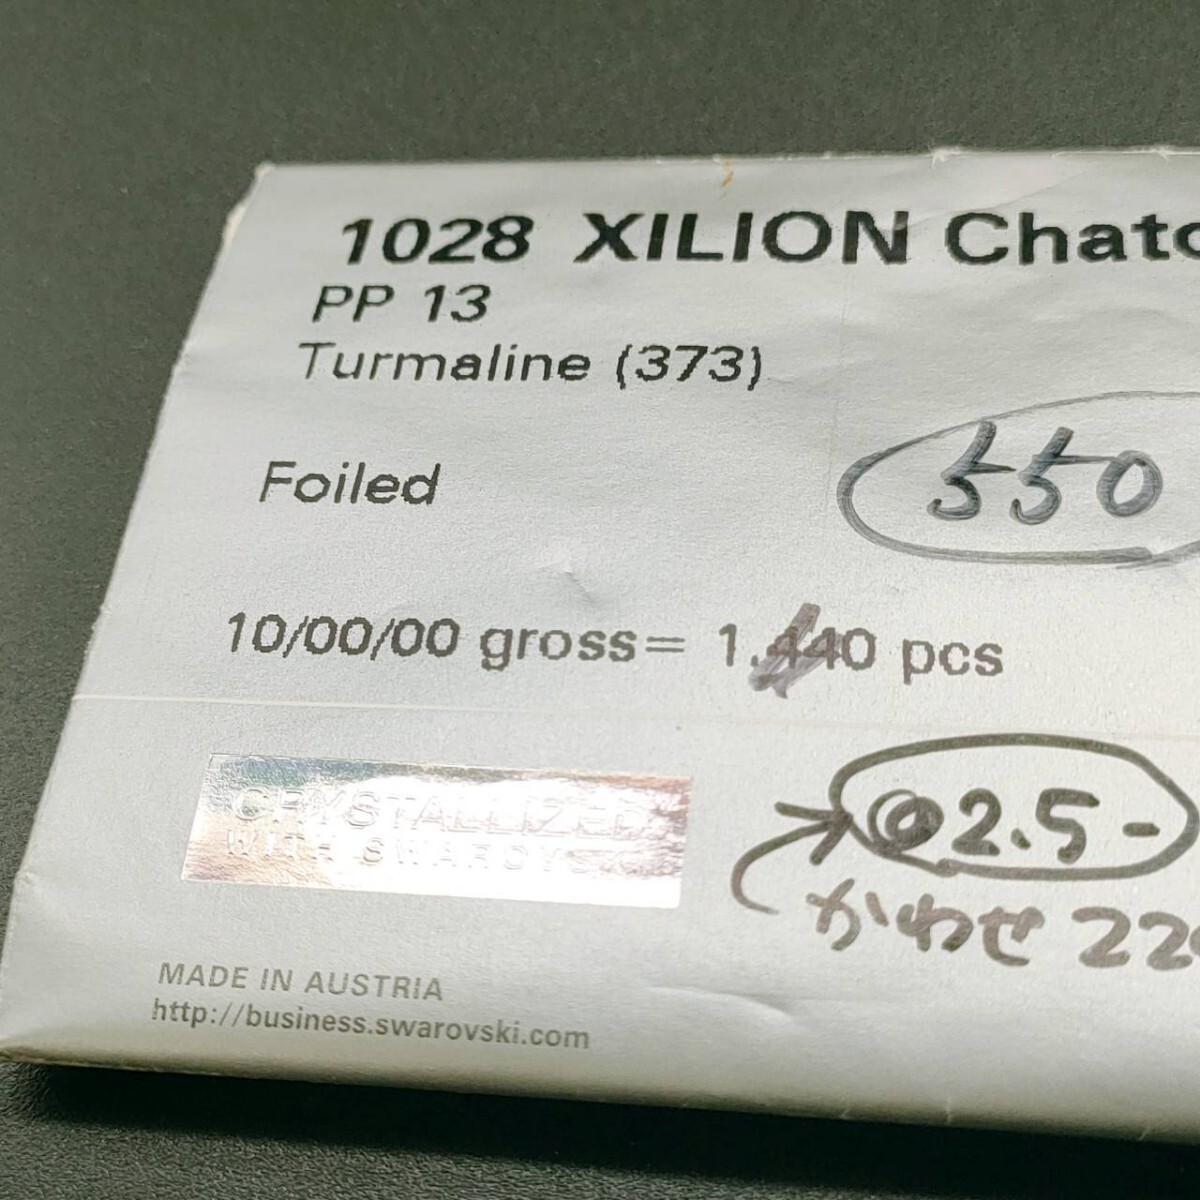 1028 XILION Chato
PP 13
Turmaline (373)
Foiled
550
10/00/00 gross= 1.440 pcs
CRYSTALLIZED
WITH SWAROVSKI
@2.5-
かわせ 220
MADE IN AUSTRIA
http://business.swarovski.com